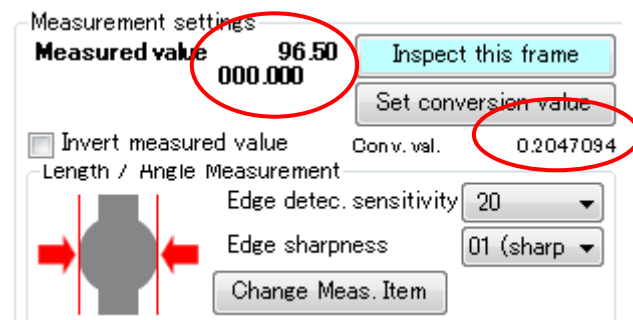 Measurement settings
Measured value 96.50 Inspect this frame
000.000
Set conversion value
Invert measured value Conv. val. 0.2047094
Length / Angle Measurement
Edge detec. sensitivity 20
Edge sharpness 01 (sharp
Change Meas. Item